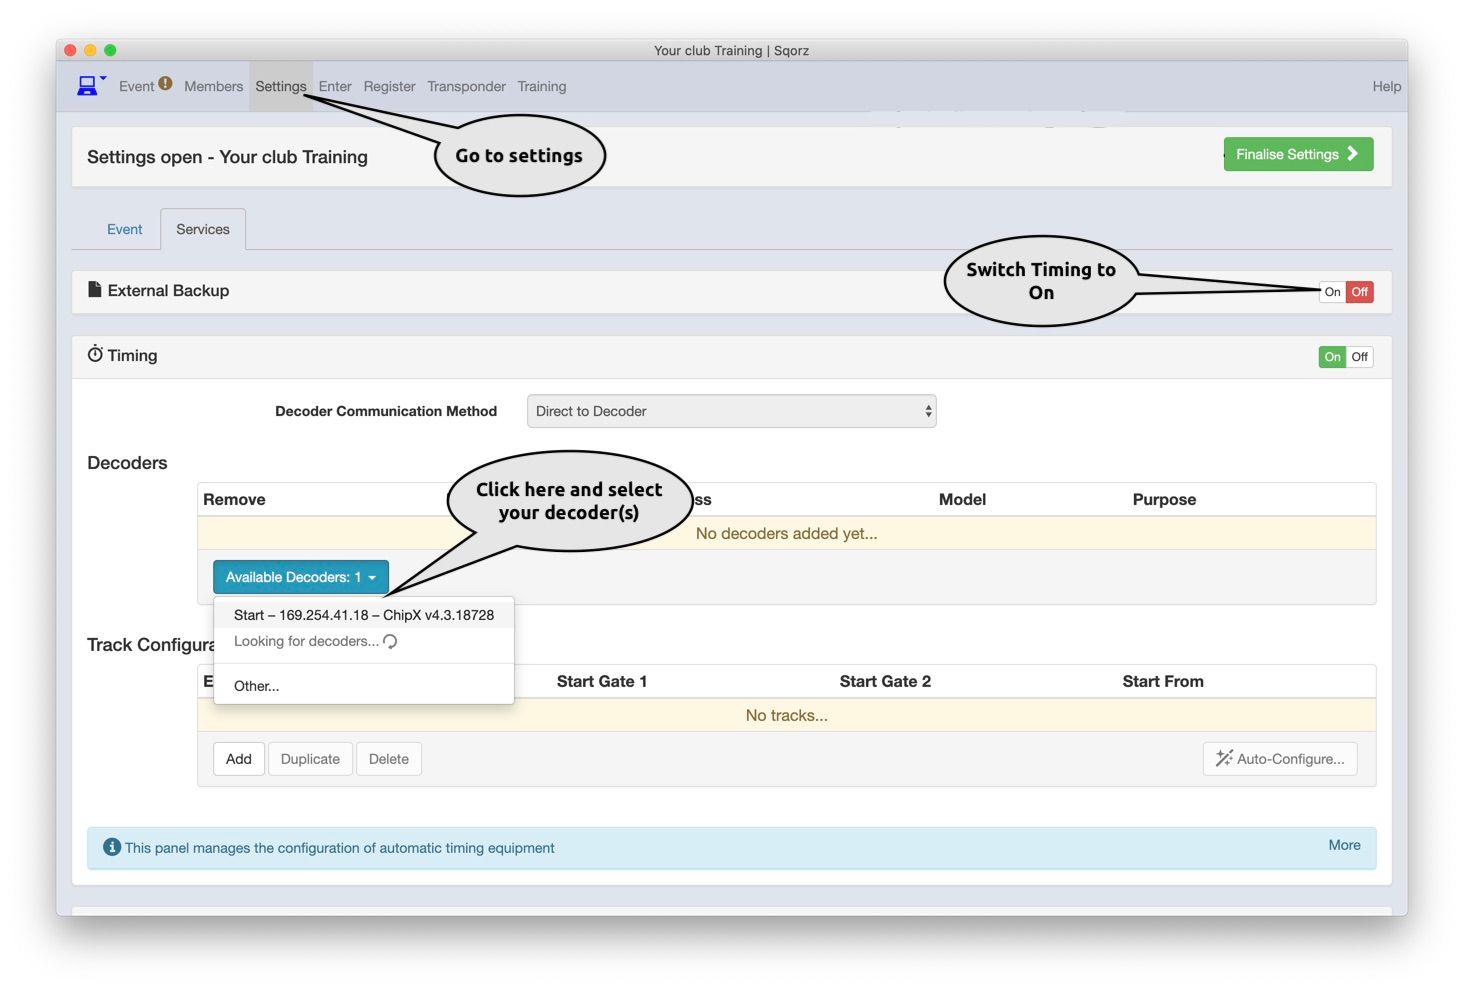 Your club Training | Sqorz
Event Members Settings Enter Register Transponder Training Help
Settings open - Your club Training
Go to settings
Finalise Settings
Event Services
External Backup
Switch Timing to
On
On Off
Timing
On Off
Decoder Communication Method Direct to Decoder
Decoders
Click here and select
your decoder(s)
Remove ss Model Purpose
No decoders added yet...
Available Decoders: 1
Start – 169.254.41.18 – ChipX v4.3.18728
Looking for decoders...
Other...
Track Configura
E Start Gate 1 Start Gate 2 Start From
No tracks...
Add Duplicate Delete Auto-Configure...
This panel manages the configuration of automatic timing equipment More